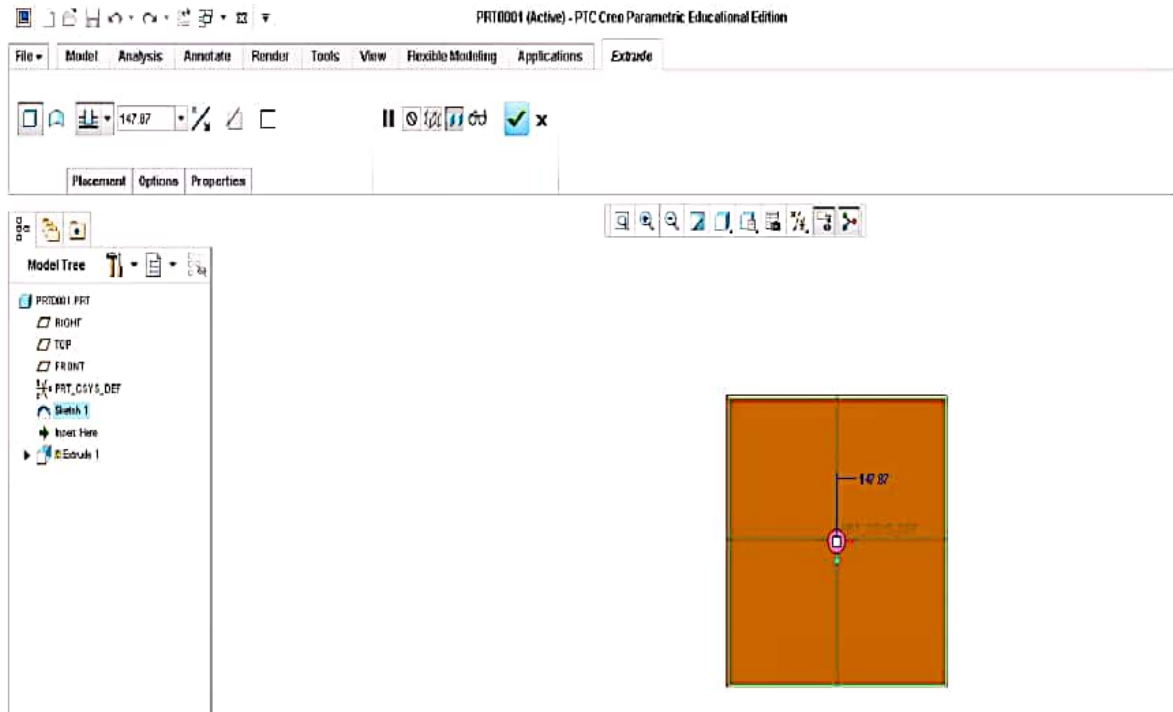 PRT0001 (Active) - PTC Creo Parametric Educational Edition
File Model Analysis Annotate Render Tools View Flexible Modeling Applications Extrude
147.87
Placement Options Properties
Model Tree
PRT0001.PRT
RIGHT
TOP
FRONT
PRT_CSYS_DEF
Sketch 1
Insert Here
Extrude 1
147.87
PRT_CSYS_DEF